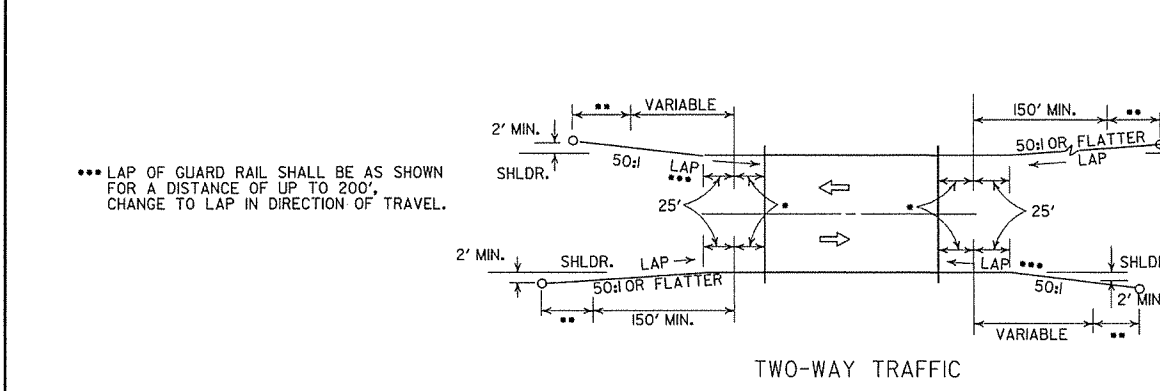 ** VARIABLE
150' MIN. **
2' MIN.
50:1 OR FLATTER
50:1
LAP
LAP
SHLDR.
***
*** LAP OF GUARD RAIL SHALL BE AS SHOWN
FOR A DISTANCE OF UP TO 200',
CHANGE TO LAP IN DIRECTION OF TRAVEL.
25' * * 25'
2' MIN.
SHLDR.
LAP
LAP ***
SHLD
50:1 OR FLATTER
50:1
2' MIN
** 150' MIN.
VARIABLE **
TWO-WAY TRAFFIC